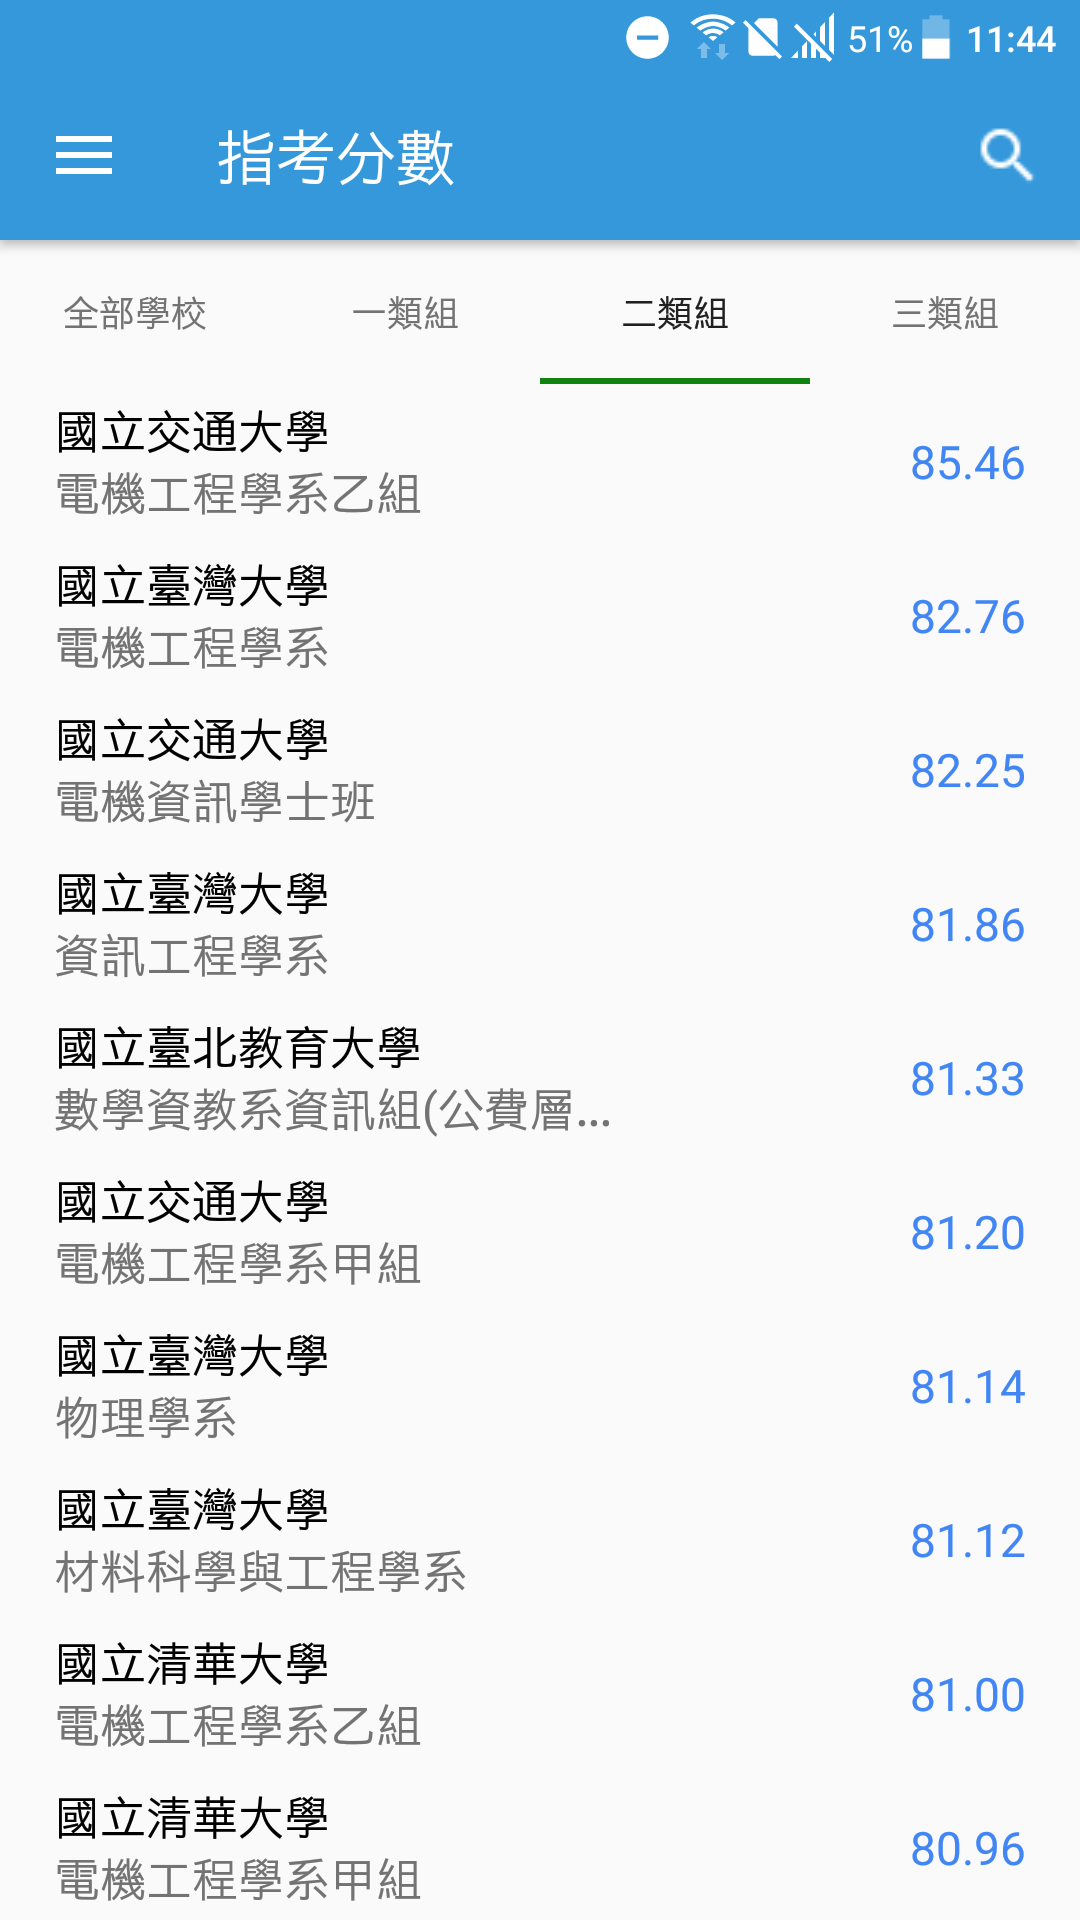 51% 11:44
指考分數
全部學校 一類組 二類組 三類組
國立交通大學
電機工程學系乙組
85.46
國立臺灣大學
電機工程學系
82.76
國立交通大學
電機資訊學士班
82.25
國立臺灣大學
資訊工程學系
81.86
國立臺北教育大學
數學資教系資訊組(公費層...
81.33
國立交通大學
電機工程學系甲組
81.20
國立臺灣大學
物理學系
81.14
國立臺灣大學
材料科學與工程學系
81.12
國立清華大學
電機工程學系乙組
81.00
國立清華大學
電機工程學系甲組
80.96